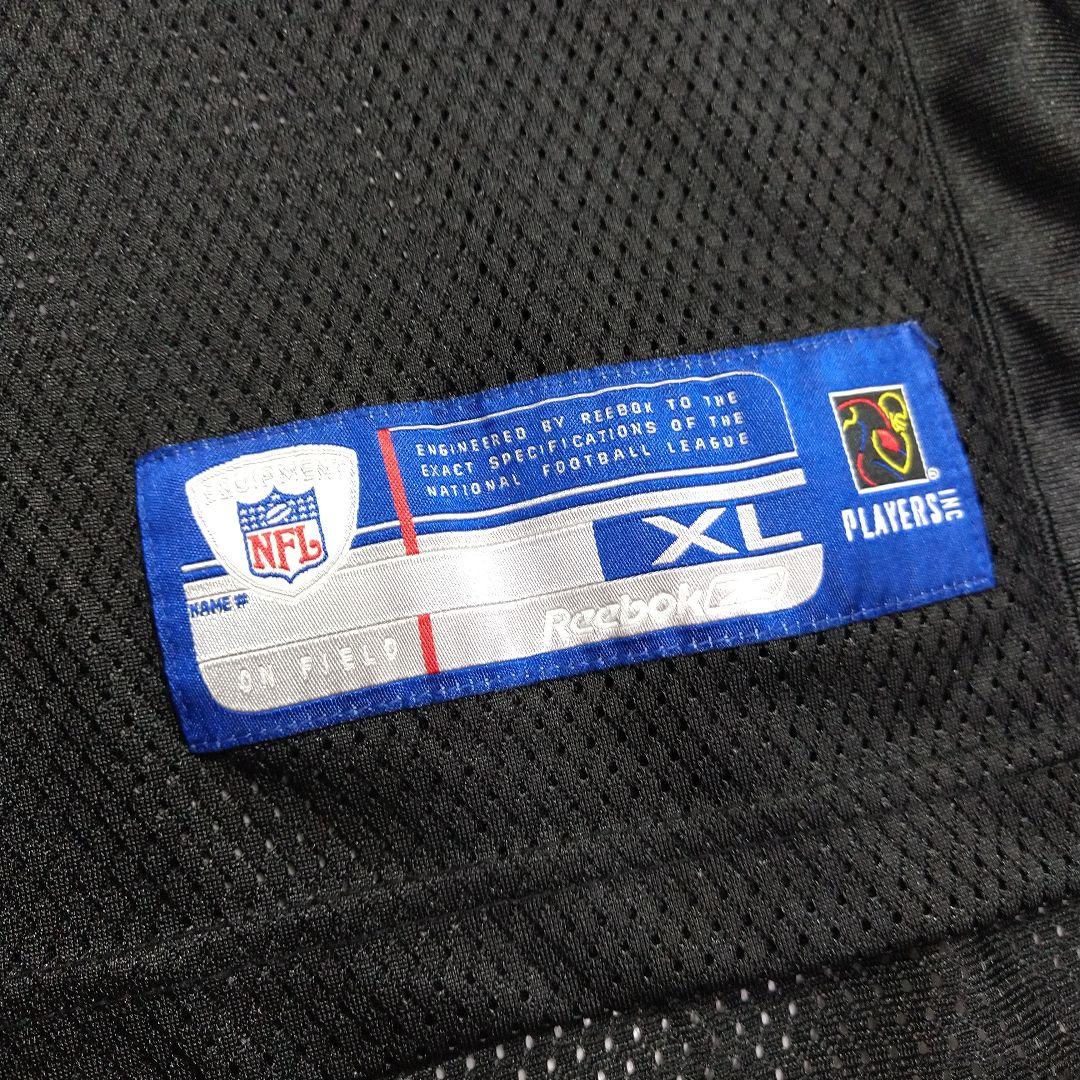 EQUIPMENT
NFL
ENGINEERED BY REEBOK TO THE
EXACT SPECIFICATIONS OF THE
NATIONAL FOOTBALL LEAGUE
XL
NAME #
ON FIELD
Reebok
PLAYERS INC
®